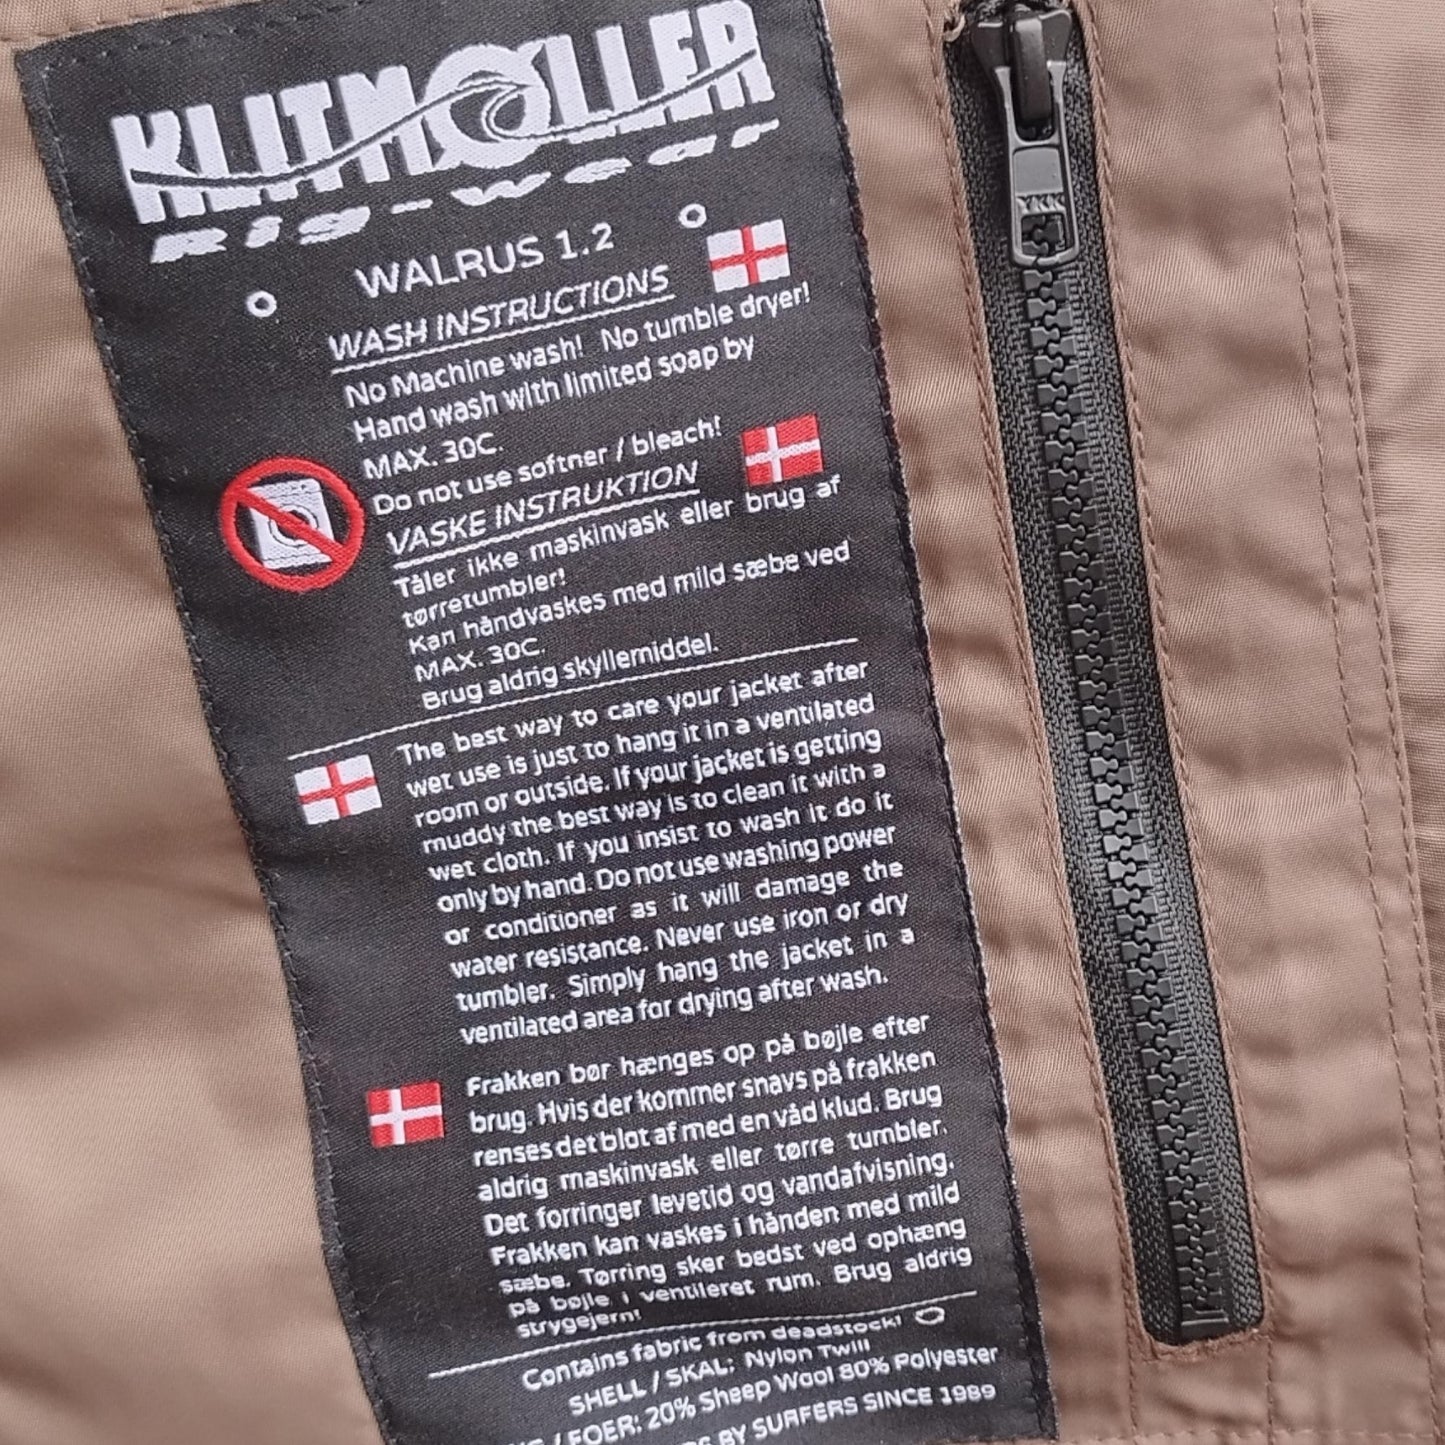 KLITMØLLER
Rig-wear
WALRUS 1.2
WASH INSTRUCTIONS
No Machine wash! No tumble dryer!
Hand wash with limited soap by
MAX. 30C.
Do not use softner / bleach!
VASKE INSTRUKTION
Tåler ikke maskinvask eller brug af
tørretumbler!
Kan håndvaskes med mild sæbe ved
MAX. 30C.
Brug aldrig skyllemiddel.
The best way to care your jacket after
wet use is just to hang it in a ventilated
room or outside. If your jacket is getting
muddy the best way is to clean it with a
wet cloth. If you insist to wash it do it
only by hand. Do not use washing power
or conditioner as it will damage the
water resistance. Never use iron or dry
tumbler. Simply hang the jacket in a
ventilated area for drying after wash.
Frakken bør hænges op på bøjle efter
brug. Hvis der kommer snavs på frakken
renses det blot af med en våd klud. Brug
aldrig maskinvask eller tørre tumbler.
Det forringer levetid og vandafvisning.
Frakken kan vaskes i hånden med mild
sæbe. Tørring sker bedst ved ophæng
på bøjle i ventileret rum. Brug aldrig
strygejern!
Contains fabric from deadstock!
SHELL / SKAL: Nylon Twill
/ FOER: 20% Sheep Wool 80% Polyester
BY SURFERS SINCE 1989
YKK